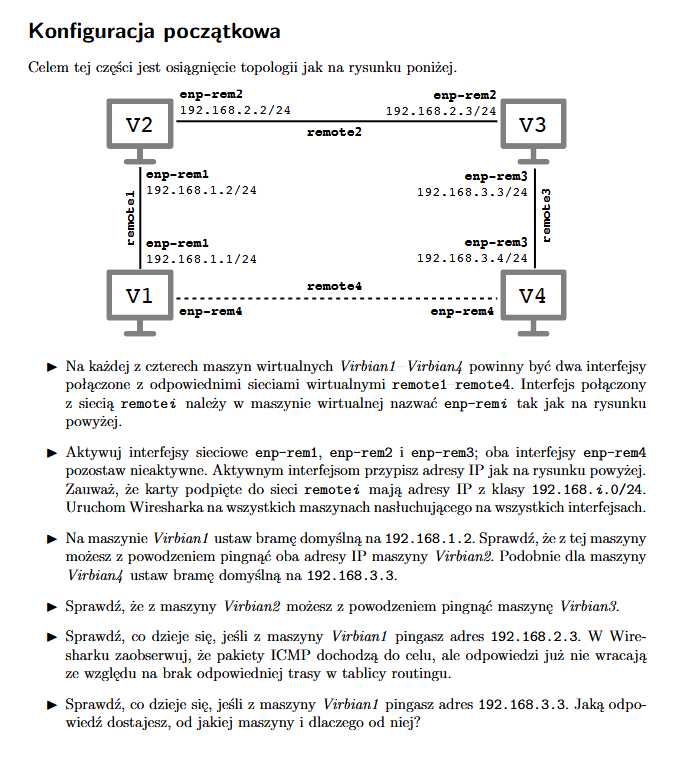 Konfiguracja początkowa
Celem tej części jest osiągnięcie topologii jak na rysunku poniżej.
enp-rem2
192.168.2.2/24
enp-rem2
192.168.2.3/24
V2
V3
remote2
enp-rem1
192.168.1.2/24
enp-rem3
192.168.3.3/24
remote1
remote3
enp-rem1
192.168.1.1/24
enp-rem3
192.168.3.4/24
V1
V4
remote4
enp-rem4
enp-rem4
► Na każdej z czterech maszyn wirtualnych Virbian1–Virbian4 powinny być dwa interfejsy
połączone z odpowiednimi sieciami wirtualnymi remote1–remote4. Interfejs połączony
z siecią remotei należy w maszynie wirtualnej nazwać enp-remi tak jak na rysunku
powyżej.
► Aktywuj interfejsy sieciowe enp-rem1, enp-rem2 i enp-rem3; oba interfejsy enp-rem4
pozostaw nieaktywne. Aktywnym interfejsom przypisz adresy IP jak na rysunku powyżej.
Zauważ, że karty podpięte do sieci remotei mają adresy IP z klasy 192.168.i.0/24.
Uruchom Wiresharka na wszystkich maszynach nasłuchującego na wszystkich interfejsach.
► Na maszynie Virbian1 ustaw bramę domyślną na 192.168.1.2. Sprawdź, że z tej maszyny
możesz z powodzeniem pingnąć oba adresy IP maszyny Virbian2. Podobnie dla maszyny
Virbian4 ustaw bramę domyślną na 192.168.3.3.
► Sprawdź, że z maszyny Virbian2 możesz z powodzeniem pingnąć maszynę Virbian3.
► Sprawdź, co dzieje się, jeśli z maszyny Virbian1 pingasz adres 192.168.2.3. W Wire-
sharku zaobserwuj, że pakiety ICMP dochodzą do celu, ale odpowiedzi już nie wracają
ze względu na brak odpowiedniej trasy w tablicy routingu.
► Sprawdź, co dzieje się, jeśli z maszyny Virbian1 pingasz adres 192.168.3.3. Jaką odpo-
wiedź dostajesz, od jakiej maszyny i dlaczego od niej?